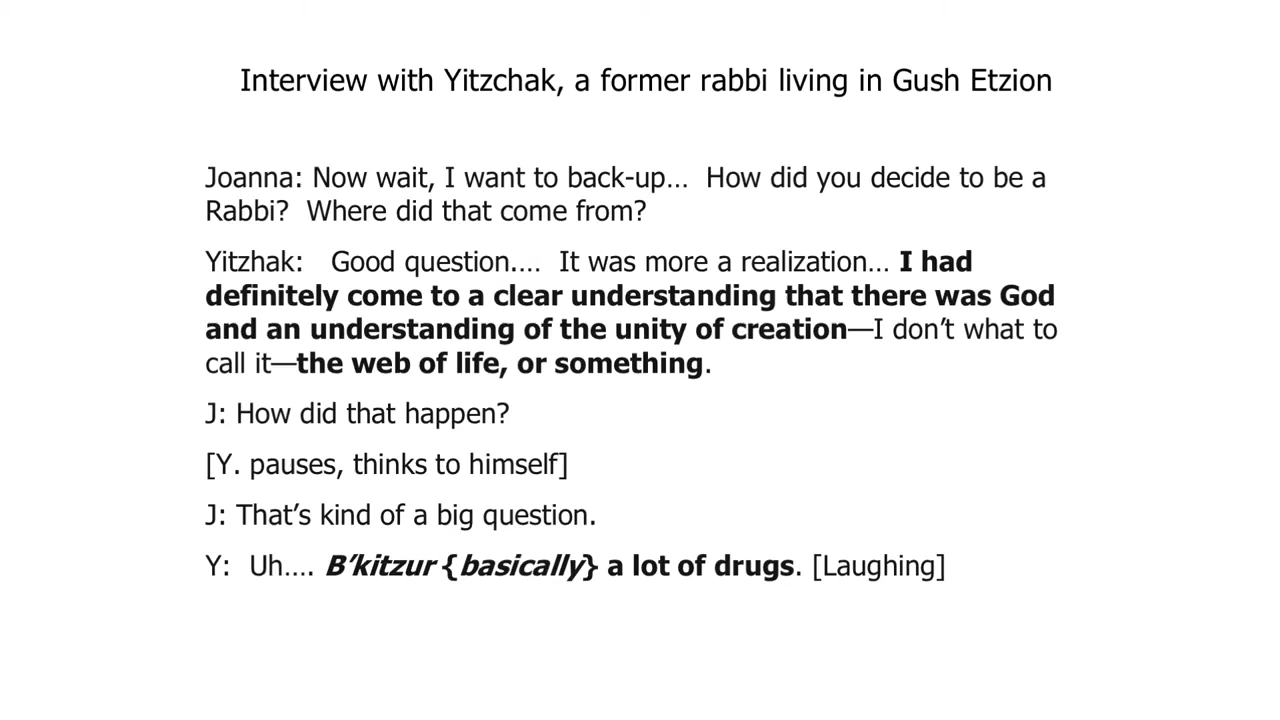 Interview with Yitzchak, a former rabbi living in Gush Etzion
Joanna: Now wait, I want to back-up…  How did you decide to be a
Rabbi?  Where did that come from?
Yitzhak:   Good question.…  It was more a realization… I had
definitely come to a clear understanding that there was God
and an understanding of the unity of creation—I don’t what to
call it—the web of life, or something.
J: How did that happen?
[Y. pauses, thinks to himself]
J: That’s kind of a big question.
Y:  Uh…. B’kitzur {basically} a lot of drugs. [Laughing]